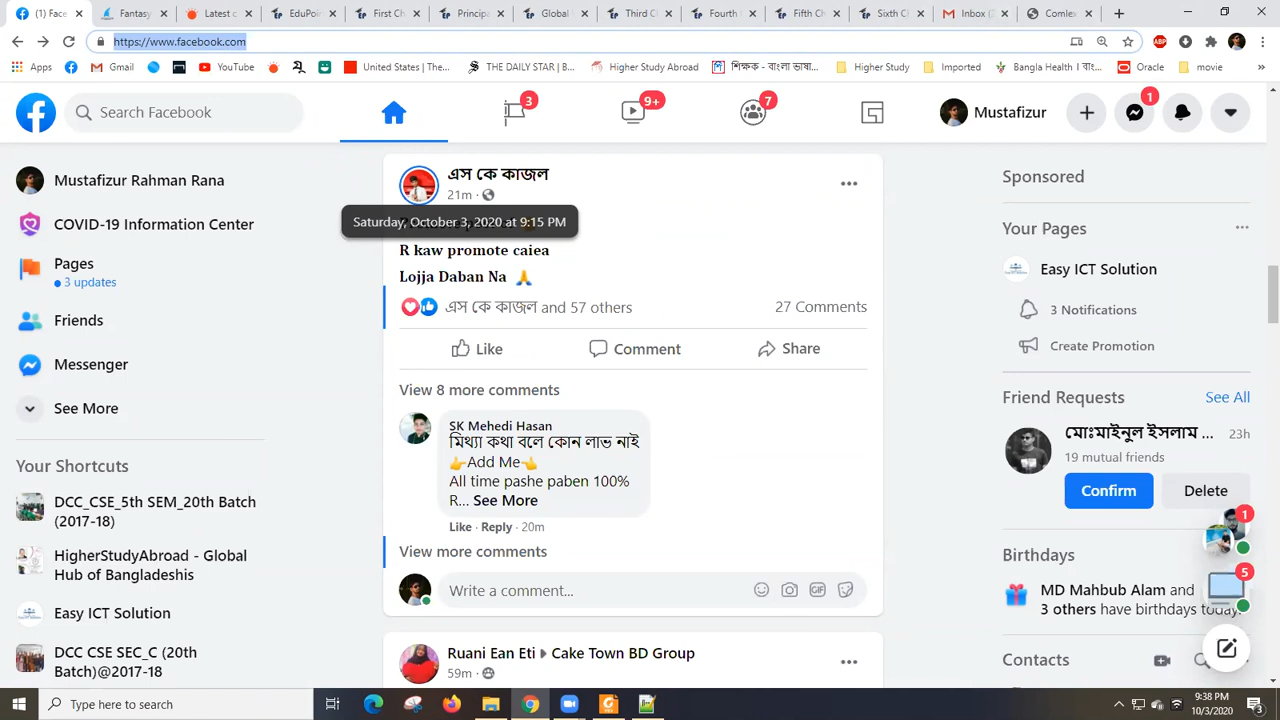 (1) Face
Fantasy
Latest c
EduPoin
First Ch
Principa
Global
Third Cl
Fourth
Fifth Ch
Sixth Cl
Inbox (5
Comlex
https://www.facebook.com
Apps
Gmail
YouTube
United States | The...
THE DAILY STAR | B...
Higher Study Abroad
শিক্ষক - বাংলা ভাষা...
Higher Study
Imported
Bangla Health । বাং...
Oracle
movie
Search Facebook
3
9+
7
Mustafizur
1
Mustafizur Rahman Rana
COVID-19 Information Center
Pages
3 updates
Friends
Messenger
See More
Your Shortcuts
DCC_CSE_5th SEM_20th Batch
(2017-18)
HigherStudyAbroad - Global
Hub of Bangladeshis
Easy ICT Solution
DCC CSE SEC_C (20th
Batch)@2017-18
এস কে কাজল
21m
Saturday, October 3, 2020 at 9:15 PM
R kaw promote caiea
Lojja Daban Na 🙏
এস কে কাজল and 57 others
27 Comments
Like
Comment
Share
View 8 more comments
SK Mehedi Hasan
মিথ্যা কথা বলে কোন লাভ নাই
👉Add Me👈
All time pashe paben 100%
R... See More
Like · Reply · 20m
View more comments
Write a comment...
GIF
Ruani Ean Eti ▸ Cake Town BD Group
59m
Sponsored
Your Pages
Easy ICT Solution
3 Notifications
Create Promotion
Friend Requests
See All
মোঃমাইনুল ইসলাম ...
23h
19 mutual friends
Confirm
Delete
1
Birthdays
5
MD Mahbub Alam and
3 others have birthdays today.
Contacts
Type here to search
9:38 PM
10/3/2020
3